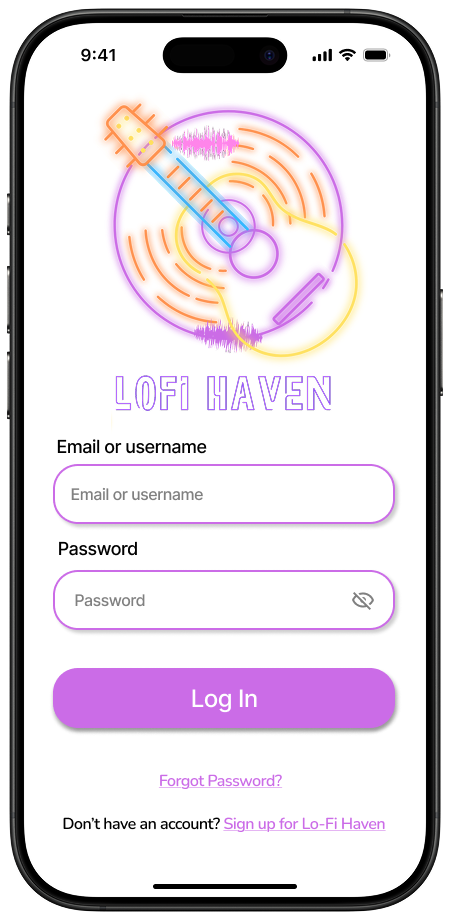 9:41
LOFI HAVEN
Email or username
Email or username
Password
Password
Log In
Forgot Password?
Don't have an account? Sign up for Lo-Fi Haven